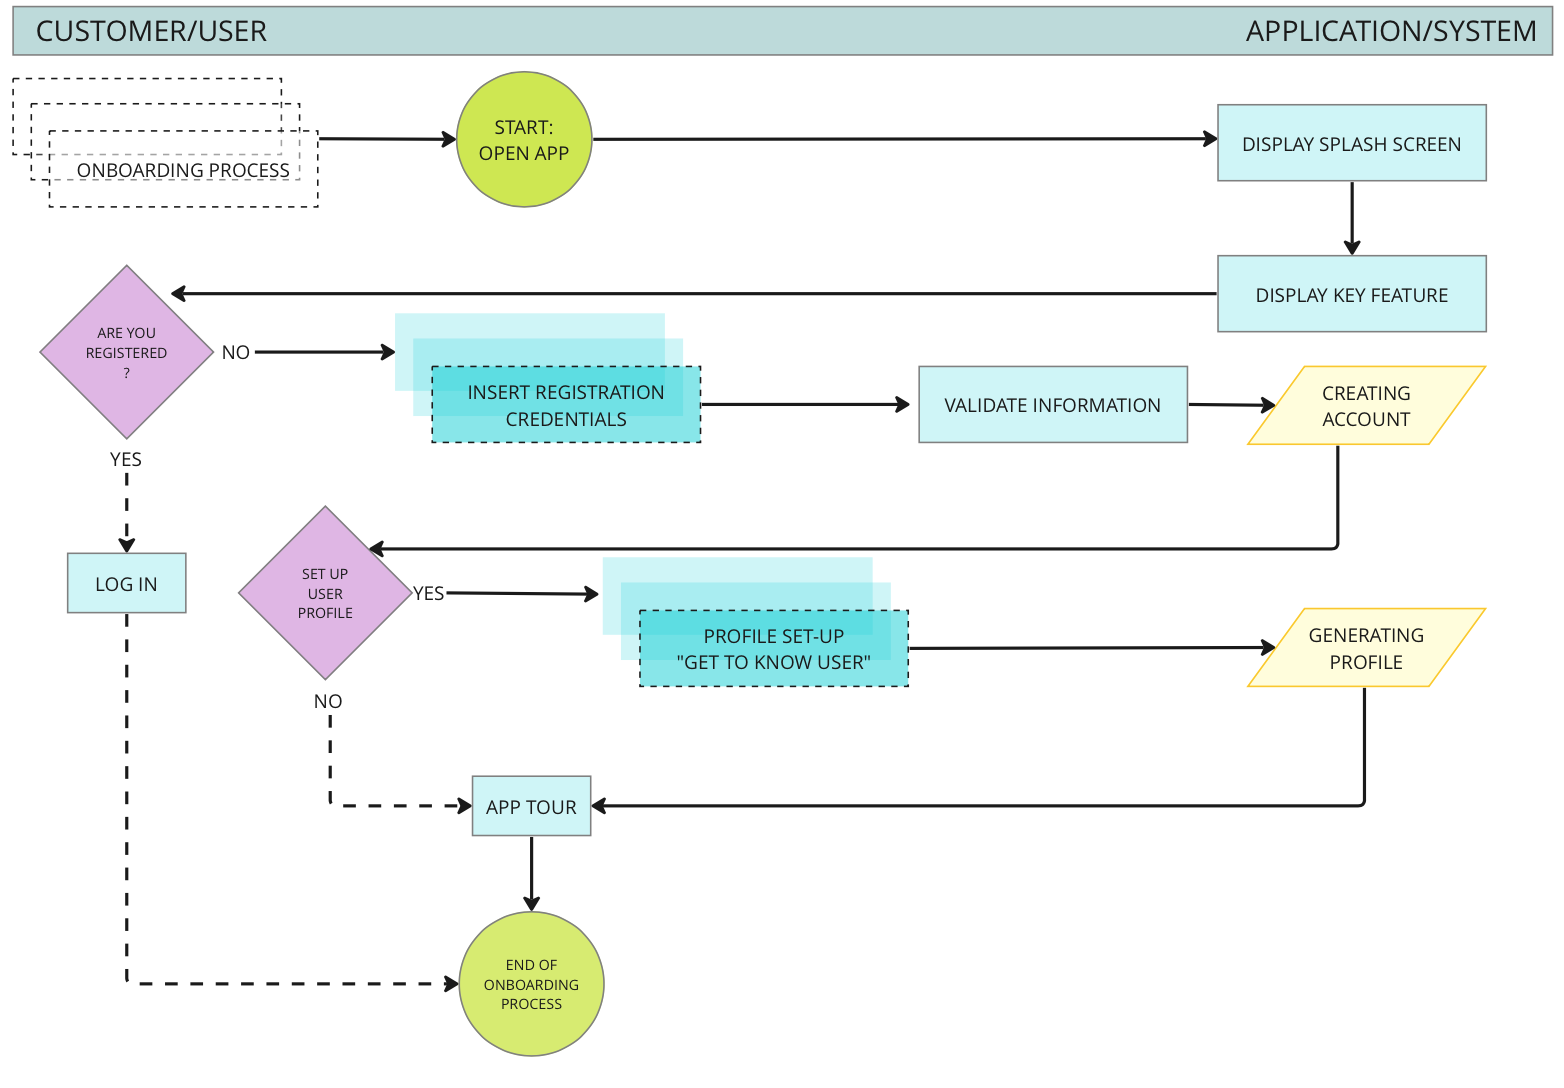 CUSTOMER/USER
APPLICATION/SYSTEM
ONBOARDING PROCESS
START:
OPEN APP
DISPLAY SPLASH SCREEN
DISPLAY KEY FEATURE
ARE YOU
REGISTERED
?
NO
INSERT REGISTRATION
CREDENTIALS
VALIDATE INFORMATION
CREATING
ACCOUNT
YES
LOG IN
SET UP
USER
PROFILE
YES
PROFILE SET-UP
"GET TO KNOW USER"
GENERATING
PROFILE
NO
APP TOUR
END OF
ONBOARDING
PROCESS